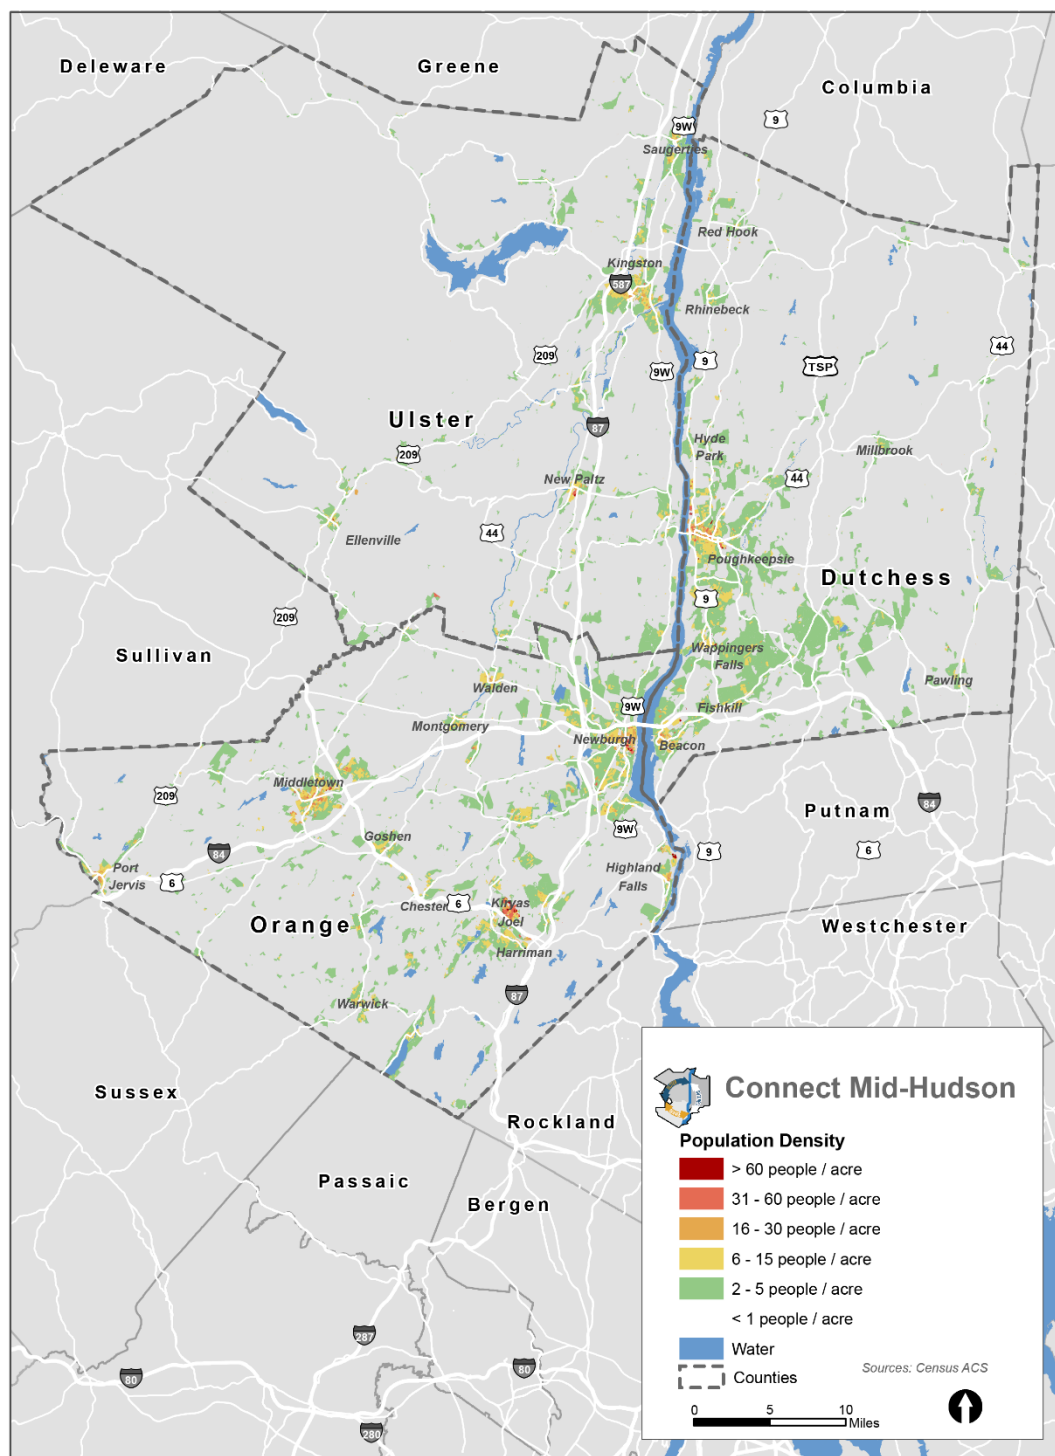 Deleware
Greene
Columbia
9
9W
Saugerties
Red Hook
Kingston
587
Rhinebeck
44
209
9W
9
TSP
Ulster
87
Hyde
Park
Millbrook
209
44
New Paltz
44
Ellenville
Poughkeepsie
Dutchess
9
209
Sullivan
Wappingers
Falls
Pawling
Walden
9W
Fishkill
Montgomery
Newburgh
Beacon
Middletown
209
84
Putnam
9W
Goshen
84
9
6
Port
Jervis
6
Highland
Falls
Chester
6
Kiryas
Joel
Orange
Westchester
Harriman
87
Warwick
Sussex
Rockland
Passaic
Bergen
287
80
80
280
Connect Mid-Hudson
Population Density
> 60 people / acre
31 - 60 people / acre
16 - 30 people / acre
6 - 15 people / acre
2 - 5 people / acre
< 1 people / acre
Water
Counties
Sources: Census ACS
0 5 10
Miles